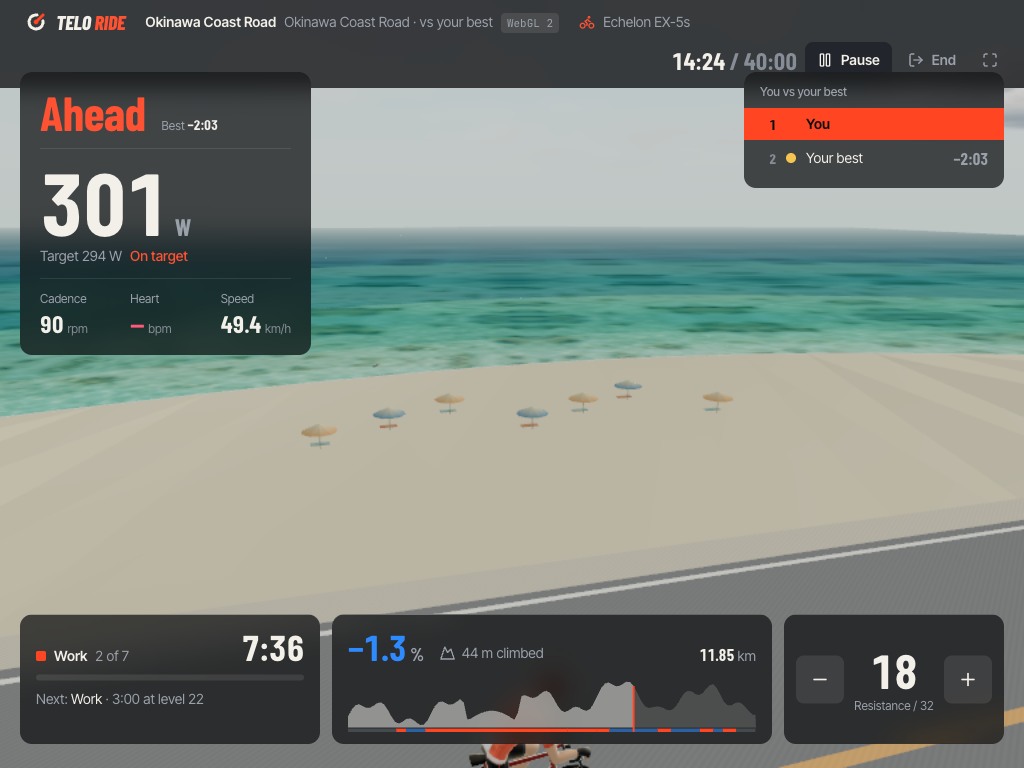 TELO RIDE Okinawa Coast Road Okinawa Coast Road · vs your best WebGL 2 Echelon EX-5s
14:24 / 40:00 Pause End
Ahead Best −2:03
301 W
Target 294 W On target
Cadence Heart Speed
90 rpm — bpm 49.4 km/h
You vs your best
1 You
2 Your best −2:03
Work 2 of 7 7:36
Next: Work · 3:00 at level 22
−1.3 % 44 m climbed 11.85 km
− 18 +
Resistance / 32